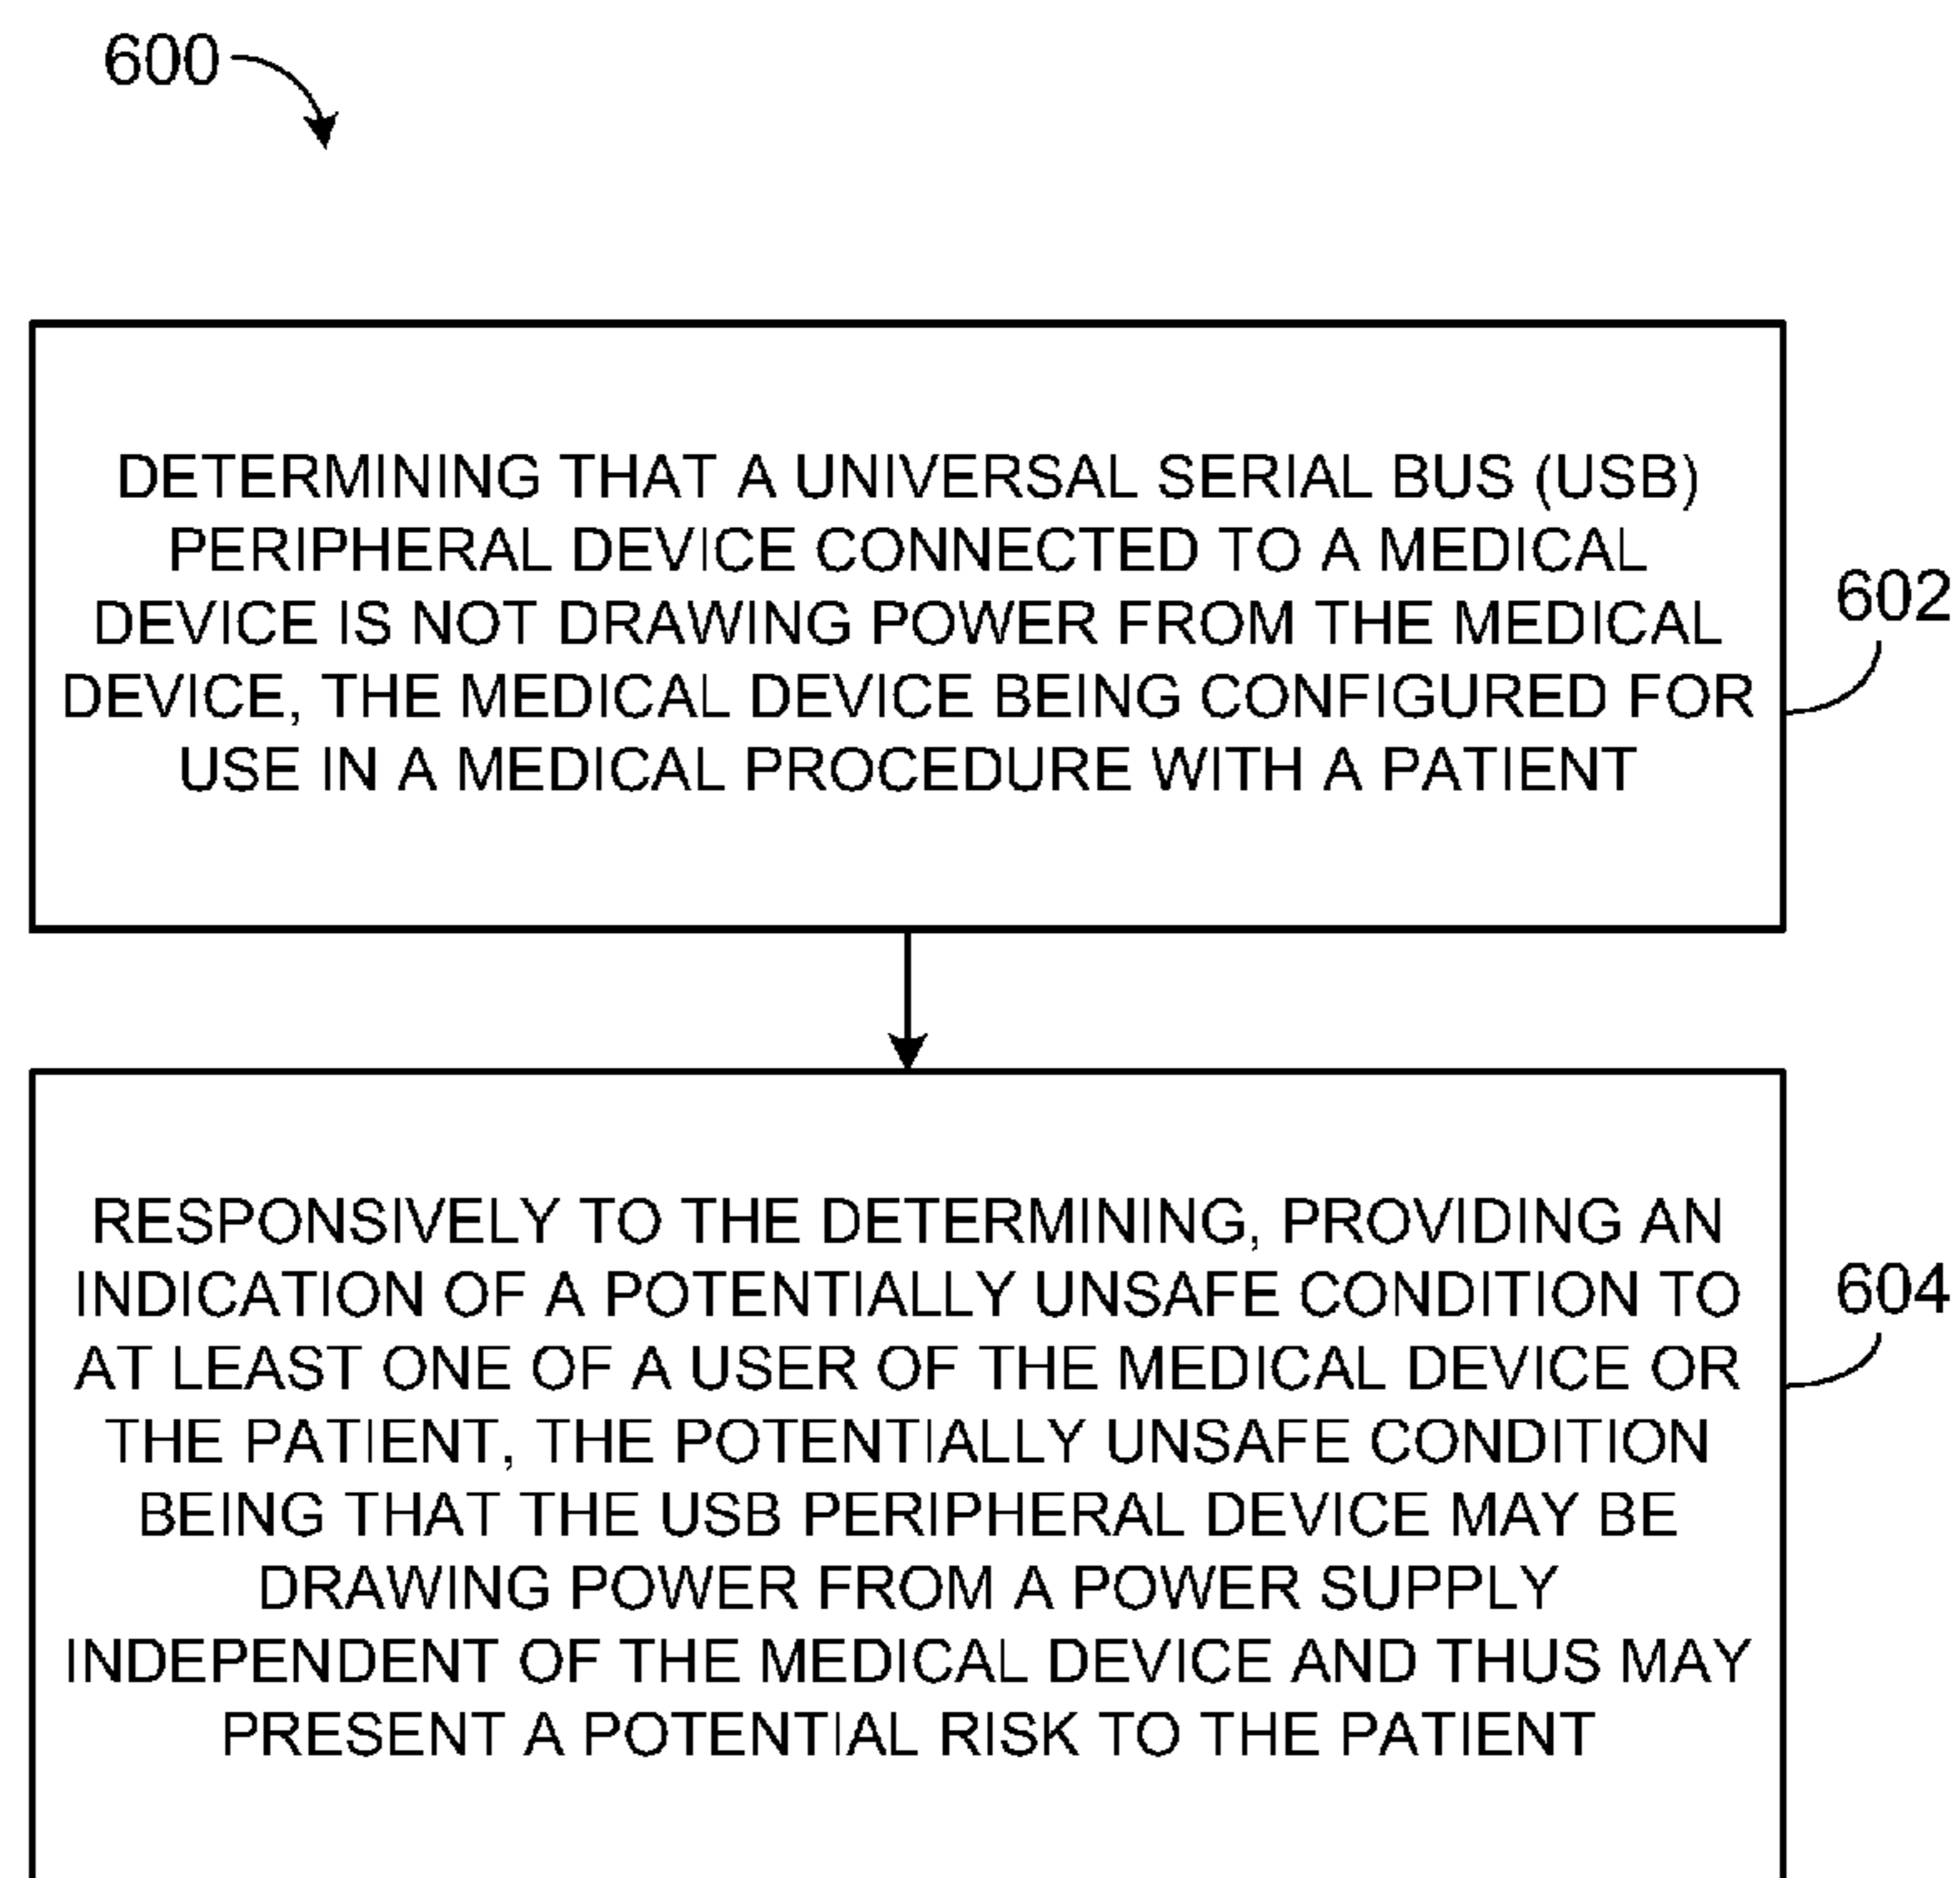 600
DETERMINING THAT A UNIVERSAL SERIAL BUS (USB)
PERIPHERAL DEVICE CONNECTED TO A MEDICAL
DEVICE IS NOT DRAWING POWER FROM THE MEDICAL
DEVICE, THE MEDICAL DEVICE BEING CONFIGURED FOR
USE IN A MEDICAL PROCEDURE WITH A PATIENT
602
RESPONSIVELY TO THE DETERMINING, PROVIDING AN
INDICATION OF A POTENTIALLY UNSAFE CONDITION TO
AT LEAST ONE OF A USER OF THE MEDICAL DEVICE OR
THE PATIENT, THE POTENTIALLY UNSAFE CONDITION
BEING THAT THE USB PERIPHERAL DEVICE MAY BE
DRAWING POWER FROM A POWER SUPPLY
INDEPENDENT OF THE MEDICAL DEVICE AND THUS MAY
PRESENT A POTENTIAL RISK TO THE PATIENT
604